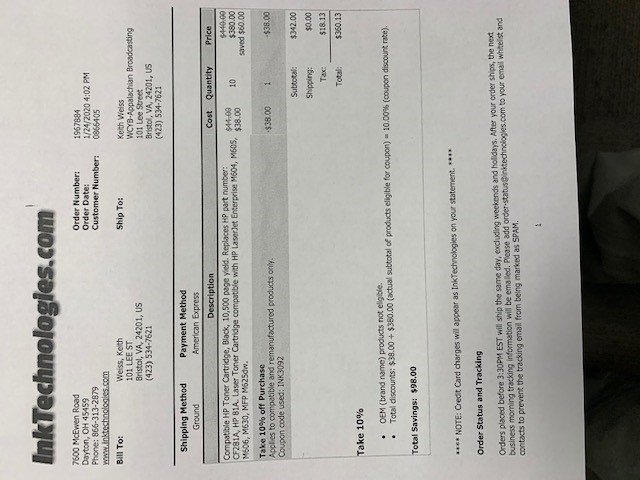 InkTechnologies.com
7600 McEwen Road
Dayton, OH 45459
Phone: 866-313-2879
www.inktechnologies.com
Order Number: 1967884
Order Date: 1/24/2020 4:02 PM
Customer Number: 0866405
Bill To:
Weiss, Keith
101 LEE ST
Bristol, VA, 24201, US
(423) 534-7621
Ship To:
Keith Weiss
WCYB-Appalachian Broadcasting
101 Lee Street
Bristol, VA, 24201, US
(423) 534-7621
Shipping Method Payment Method
Ground American Express
Description Cost Quantity Price
Compatible HP Toner Cartridge, Black, 10,500 page yield. Replaces HP part number: $44.00 $440.00
CF281A, HP 81A. Laser Toner Cartridge compatible with HP LaserJet Enterprise M604, M605, $38.00 10 $380.00
M606, M630, MFP M625dw. saved $60.00
Take 10% off Purchase -$38.00 1 -$38.00
Applies to compatible and remanufactured products only.
Coupon code used: INK3092
Subtotal: $342.00
Shipping: $0.00
Tax: $18.13
Total: $360.13
Take 10%
• OEM (brand name) products not eligible.
• Total discounts: $38.00 ÷ $380.00 (actual subtotal of products eligible for coupon) = 10.00% (coupon discount rate).
Total Savings: $98.00
**** NOTE: Credit Card charges will appear as InkTechnologies on your statement. ****
Order Status and Tracking
Orders placed before 3:30PM EST will ship the same day, excluding weekends and holidays. After your order ships, the next
business morning tracking information will be emailed. Please add order-status@inktechnologies.com to your email whitelist and
contacts to prevent the tracking email from being marked as SPAM.
1